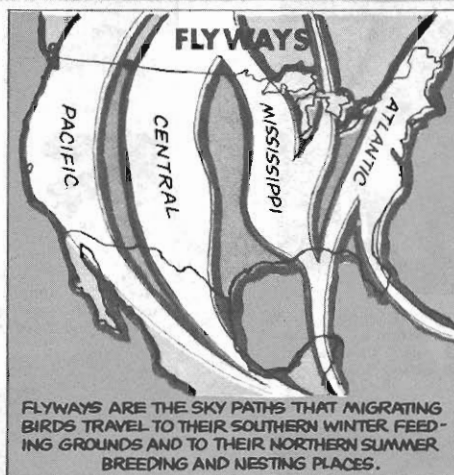 FLYWAYS
PACIFIC
CENTRAL
MISSISSIPPI
ATLANTIC
FLYWAYS ARE THE SKY PATHS THAT MIGRATING
BIRDS TRAVEL TO THEIR SOUTHERN WINTER FEED-
ING GROUNDS AND TO THEIR NORTHERN SUMMER
BREEDING AND NESTING PLACES.